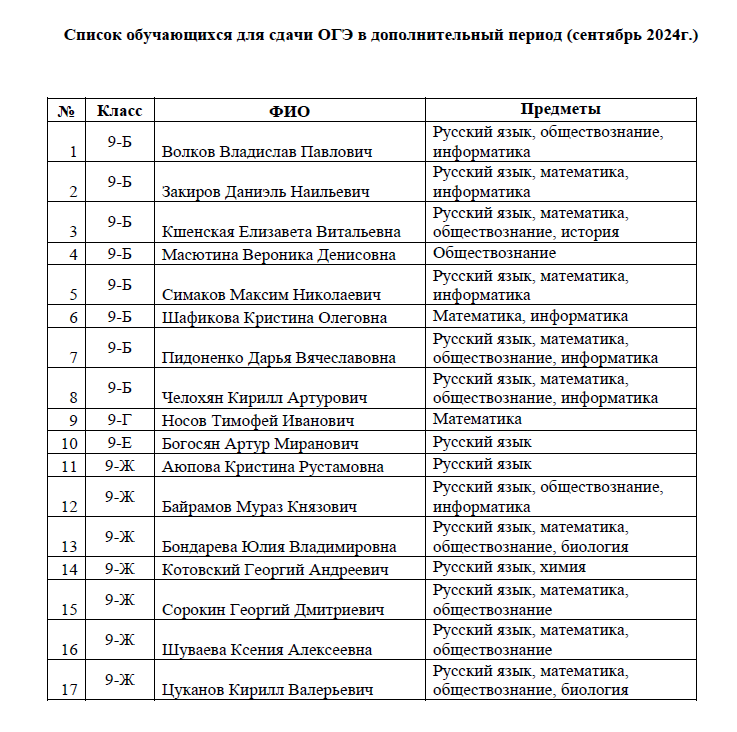 Список обучающихся для сдачи ОГЭ в дополнительный период (сентябрь 2024г.)
№ Класс ФИО Предметы
1 9-Б Волков Владислав Павлович Русский язык, обществознание,
информатика
2 9-Б Закиров Даниэль Наильевич Русский язык, математика,
информатика
3 9-Б Кшенская Елизавета Витальевна Русский язык, математика,
обществознание, история
4 9-Б Масютина Вероника Денисовна Обществознание
5 9-Б Симаков Максим Николаевич Русский язык, математика,
информатика
6 9-Б Шафикова Кристина Олеговна Математика, информатика
7 9-Б Пидоненко Дарья Вячеславовна Русский язык, математика,
обществознание, информатика
8 9-Б Челохян Кирилл Артурович Русский язык, математика,
обществознание, информатика
9 9-Г Носов Тимофей Иванович Математика
10 9-Е Богосян Артур Миранович Русский язык
11 9-Ж Аюпова Кристина Рустамовна Русский язык
12 9-Ж Байрамов Мураз Князович Русский язык, обществознание,
информатика
13 9-Ж Бондарева Юлия Владимировна Русский язык, математика,
обществознание, биология
14 9-Ж Котовский Георгий Андреевич Русский язык, химия
15 9-Ж Сорокин Георгий Дмитриевич Русский язык, математика,
обществознание
16 9-Ж Шуваева Ксения Алексеевна Русский язык, математика,
обществознание
17 9-Ж Цуканов Кирилл Валерьевич Русский язык, математика,
обществознание, биология